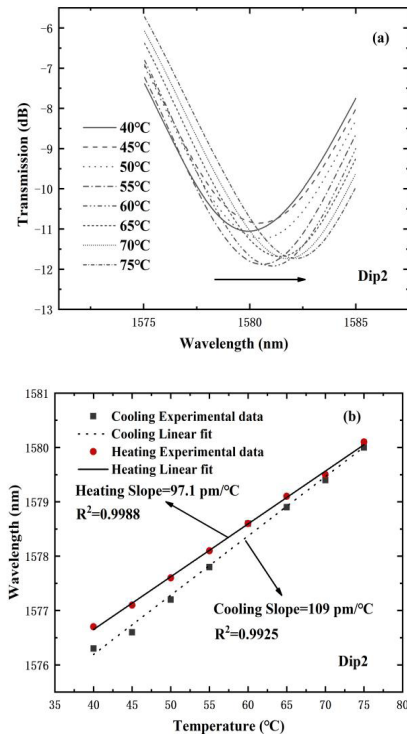 -6
(a)
-7
-8
-9
-10
-11
-12
-13
Transmission (dB)
40°C
45°C
50°C
55°C
60°C
65°C
70°C
75°C
Dip2
1575
1580
1585
Wavelength (nm)
1581
1580
1579
1578
1577
1576
Wavelength (nm)
Cooling Experimental data
(b)
Cooling Linear fit
Heating Experimental data
Heating Linear fit
Heating Slope=97.1 pm/°C
R²=0.9988
Cooling Slope=109 pm/°C
R²=0.9925
Dip2
35 40 45 50 55 60 65 70 75 80
Temperature (°C)